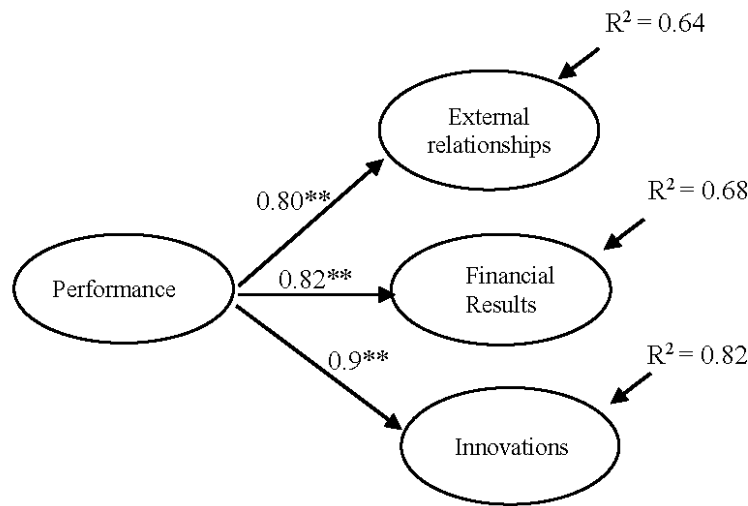 R² = 0.64
External
relationships
0.80**
R² = 0.68
Performance
0.82**
Financial
Results
0.9**
R² = 0.82
Innovations